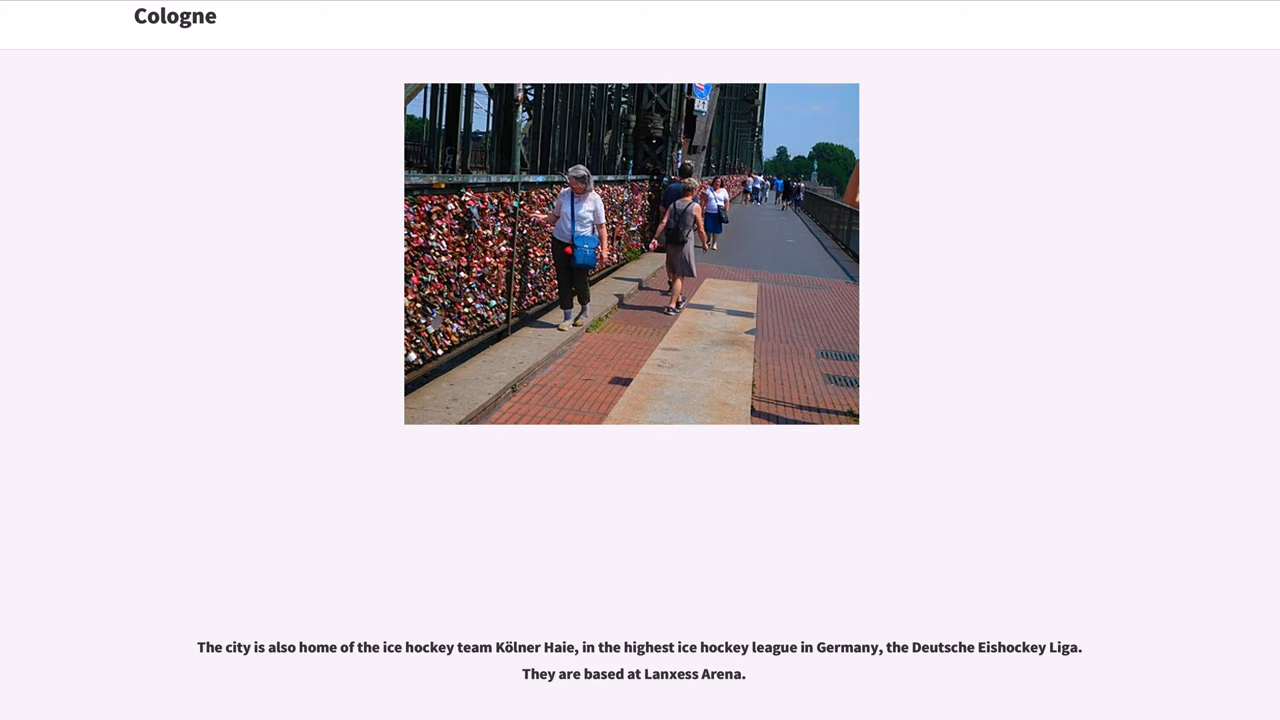 Cologne
The city is also home of the ice hockey team Kölner Haie, in the highest ice hockey league in Germany, the Deutsche Eishockey Liga.
They are based at Lanxess Arena.